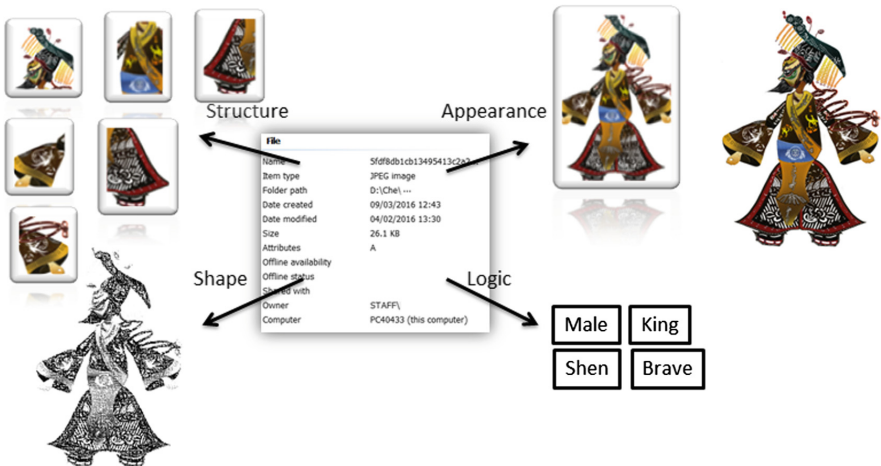 Structure
Appearance
File
Name 5fdf8db1cb13495413c2a2
Item type JPEG image
Folder path D:\Che\ ...
Date created 09/03/2016 12:43
Date modified 04/02/2016 13:30
Size 26.1 KB
Attributes A
Offline availability
Offline status
Shared with
Owner STAFF\
Computer PC40433 (this computer)
Shape
Logic
Male King
Shen Brave